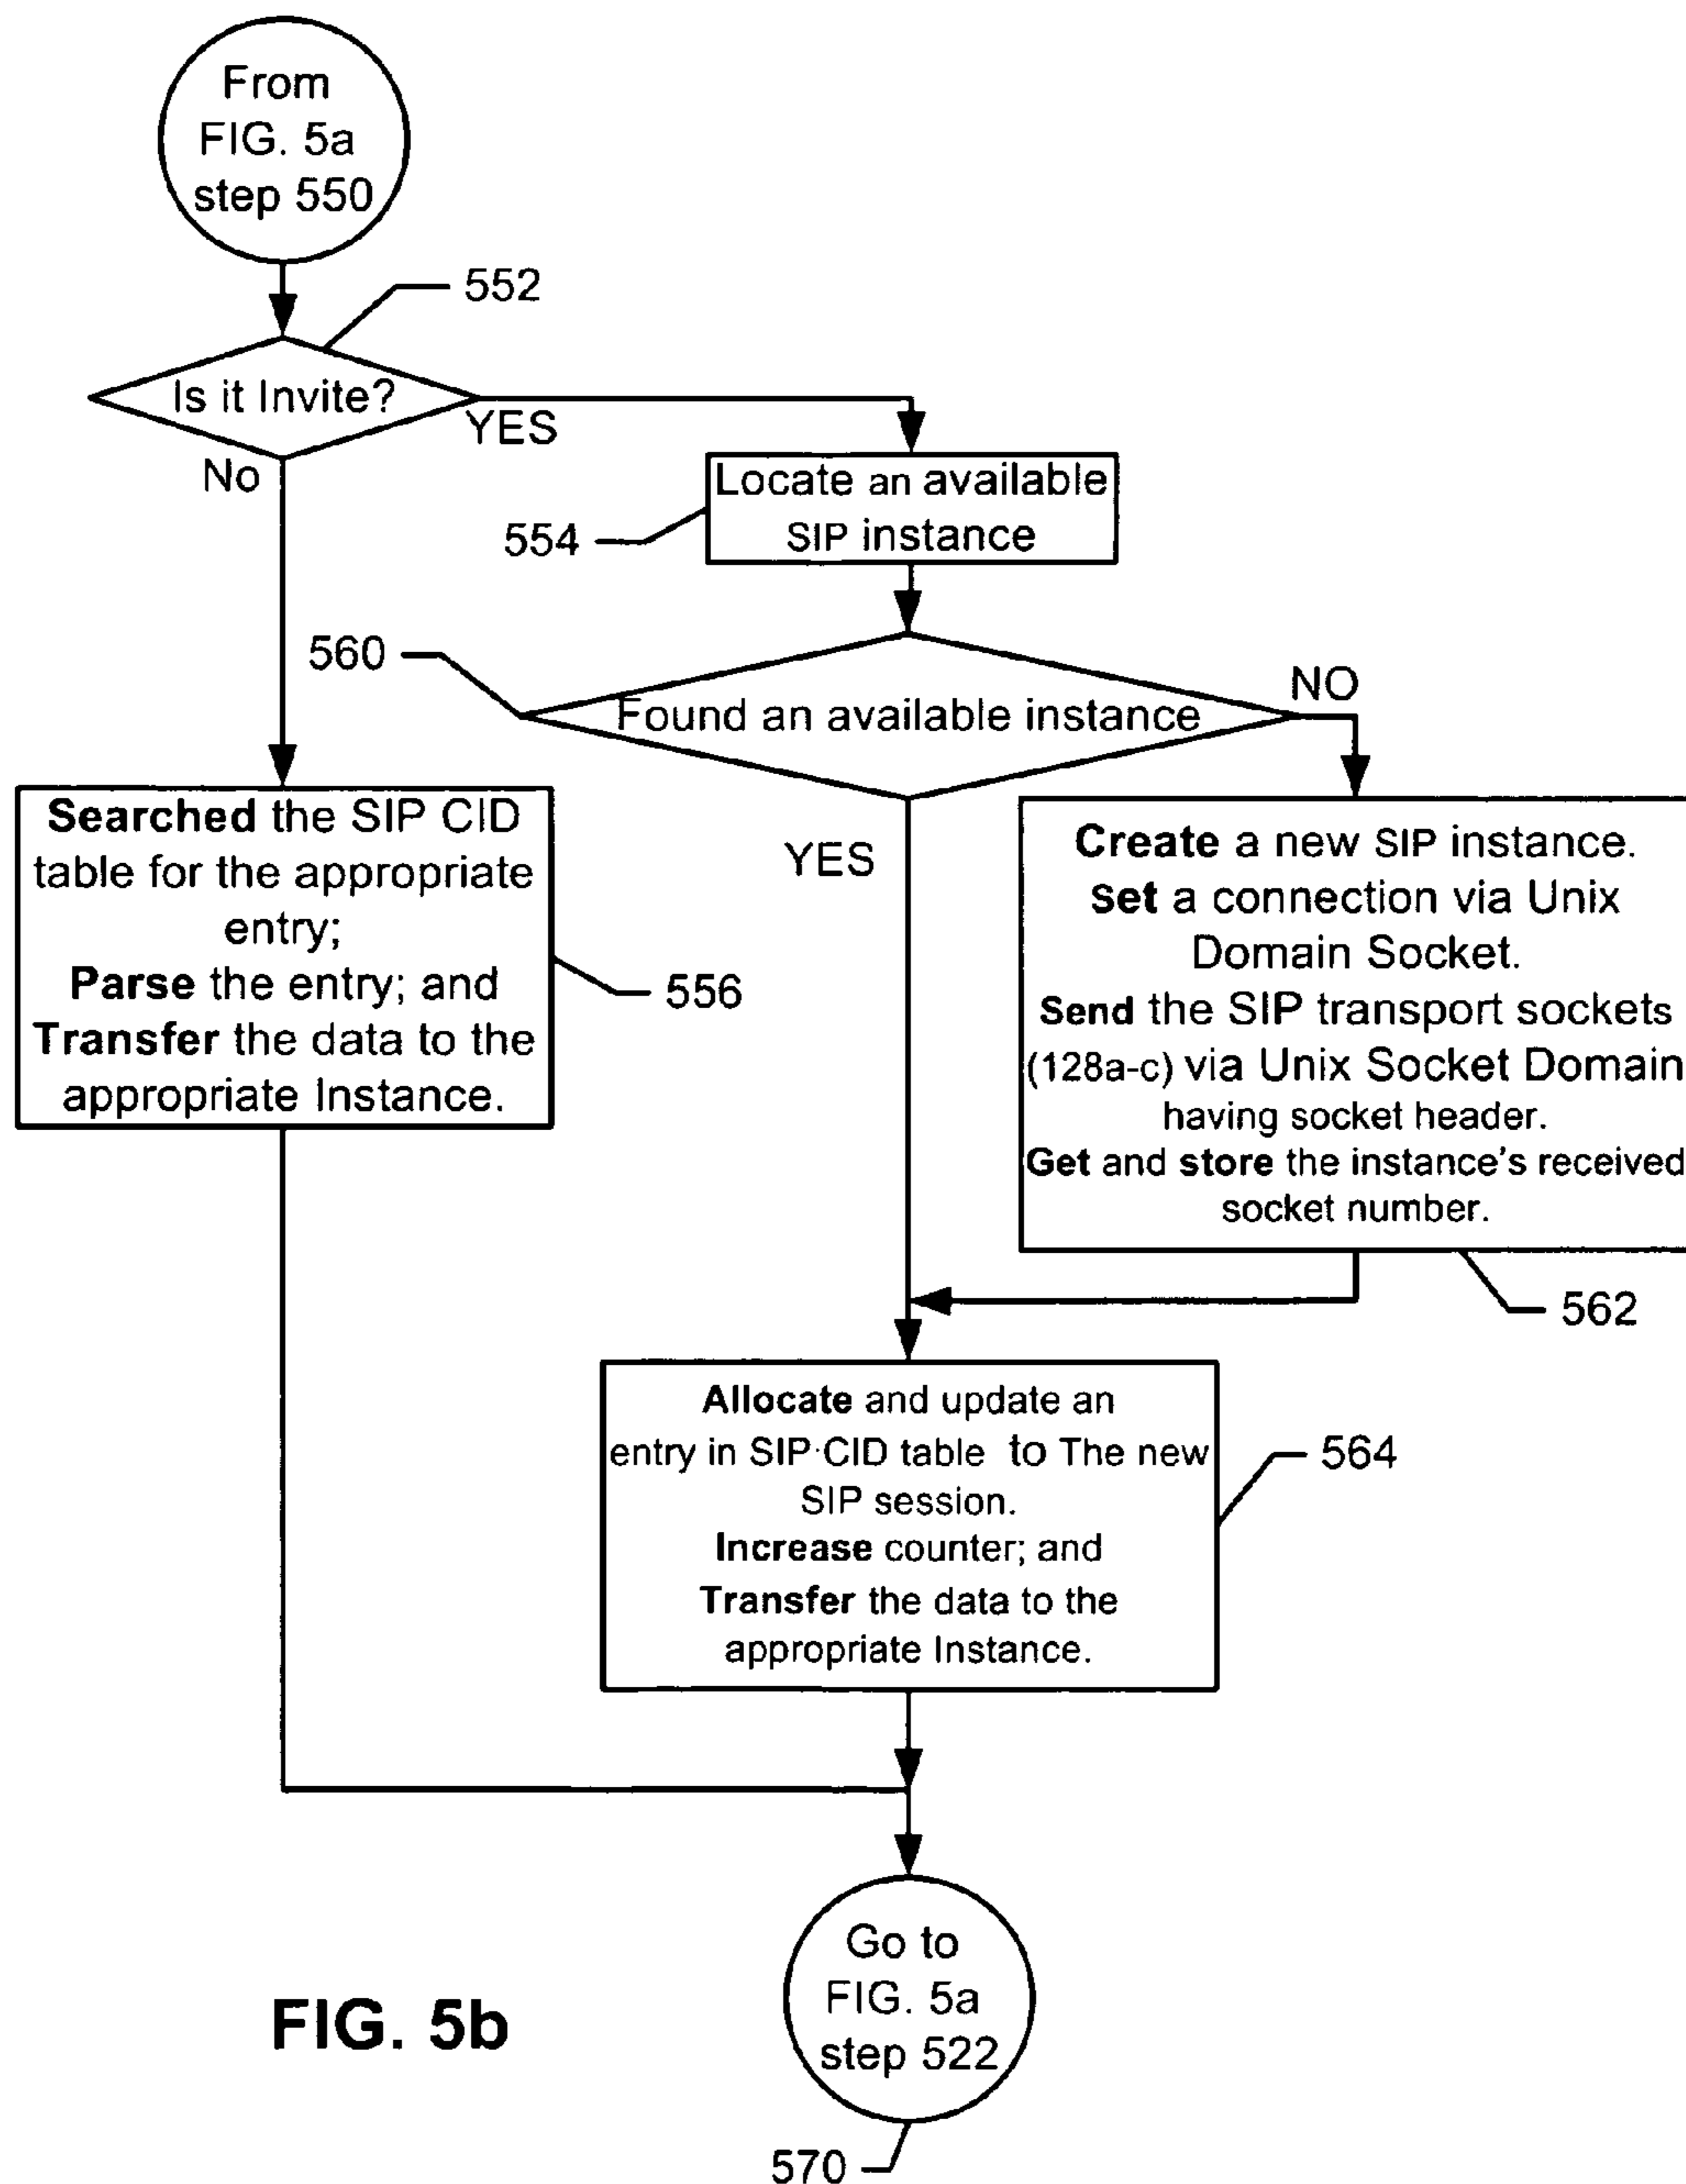 From
FIG. 5a
step 550
552
Is it Invite?
YES
No
Locate an available
SIP instance
554
560
NO
Found an available instance
YES
Searched the SIP CID
table for the appropriate
entry;
Parse the entry; and
Transfer the data to the
appropriate Instance.
556
Create a new SIP instance.
Set a connection via Unix
Domain Socket.
Send the SIP transport sockets
(128a-c) via Unix Socket Domain
having socket header.
Get and store the instance's received
socket number.
562
Allocate and update an
entry in SIP CID table to The new
SIP session.
Increase counter; and
Transfer the data to the
appropriate Instance.
564
Go to
FIG. 5a
step 522
570
FIG. 5b